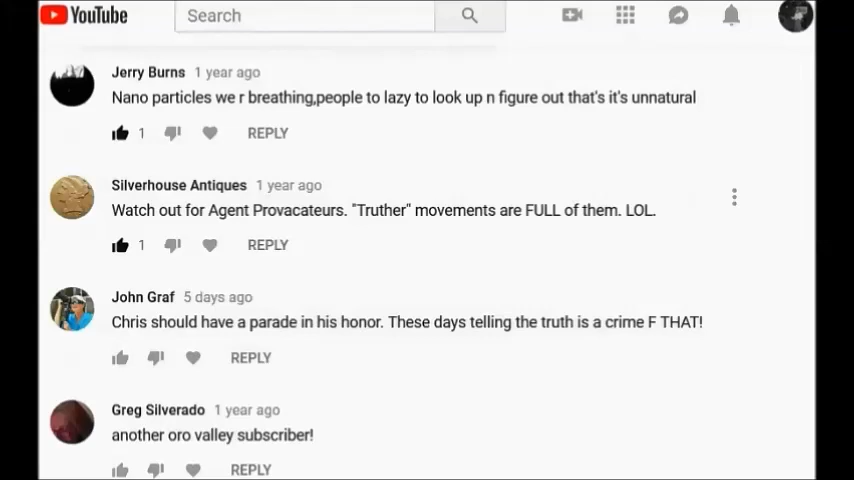 YouTube
Search
Jerry Burns 1 year ago
Nano particles we r breathing,people to lazy to look up n figure out that's it's unnatural
1 REPLY
Silverhouse Antiques 1 year ago
Watch out for Agent Provacateurs. "Truther" movements are FULL of them. LOL.
1 REPLY
John Graf 5 days ago
Chris should have a parade in his honor. These days telling the truth is a crime F THAT!
REPLY
Greg Silverado 1 year ago
another oro valley subscriber!
REPLY